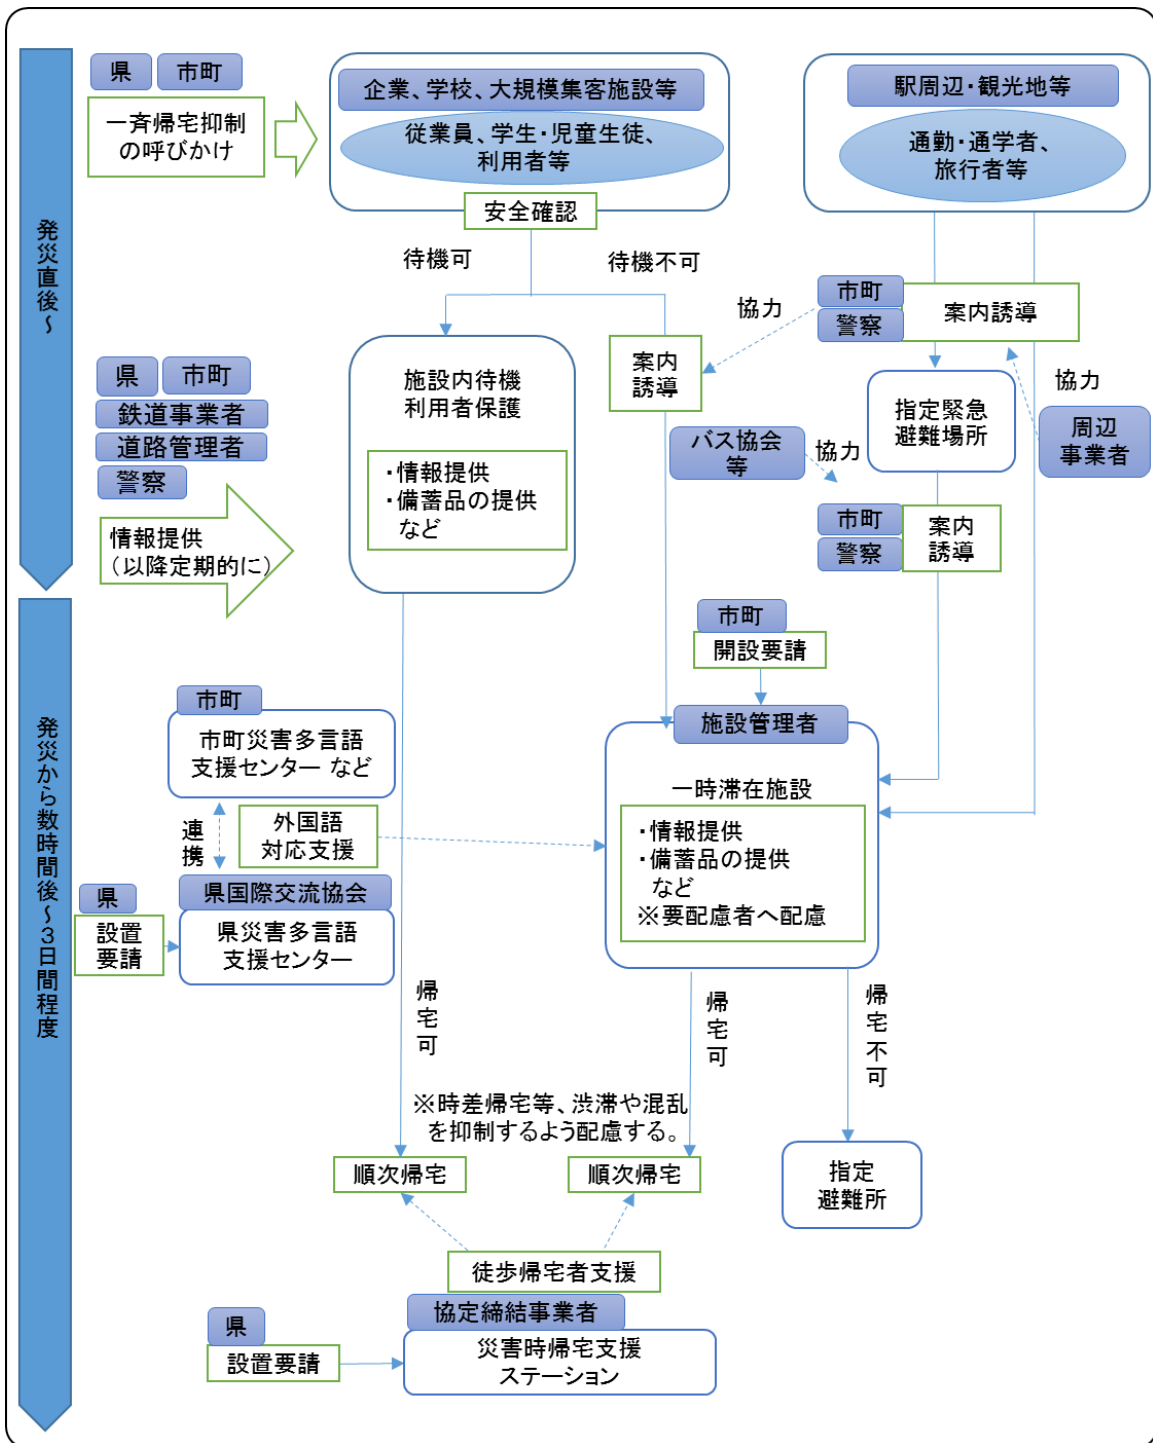 発災直後～
県
市町
一斉帰宅抑制
の呼びかけ
企業、学校、大規模集客施設等
従業員、学生・児童生徒、
利用者等
安全確認
駅周辺・観光地等
通勤・通学者、
旅行者等
待機可
待機不可
協力
市町
警察
案内誘導
案内
誘導
協力
周辺
事業者
施設内待機
利用者保護
・情報提供
・備蓄品の提供
など
指定緊急
避難場所
バス協会
等
協力
市町
警察
案内
誘導
県
市町
鉄道事業者
道路管理者
警察
情報提供
（以降定期的に）
発災から数時間後～３日間程度
市町
開設要請
施設管理者
一時滞在施設
・情報提供
・備蓄品の提供
など
※要配慮者へ配慮
市町
市町災害多言語
支援センター など
連携
外国語
対応支援
県
設置
要請
県国際交流協会
県災害多言語
支援センター
帰宅可
帰宅可
帰宅不可
※時差帰宅等、渋滞や混乱
を抑制するよう配慮する。
順次帰宅
順次帰宅
指定
避難所
徒歩帰宅者支援
協定締結事業者
県
設置要請
災害時帰宅支援
ステーション